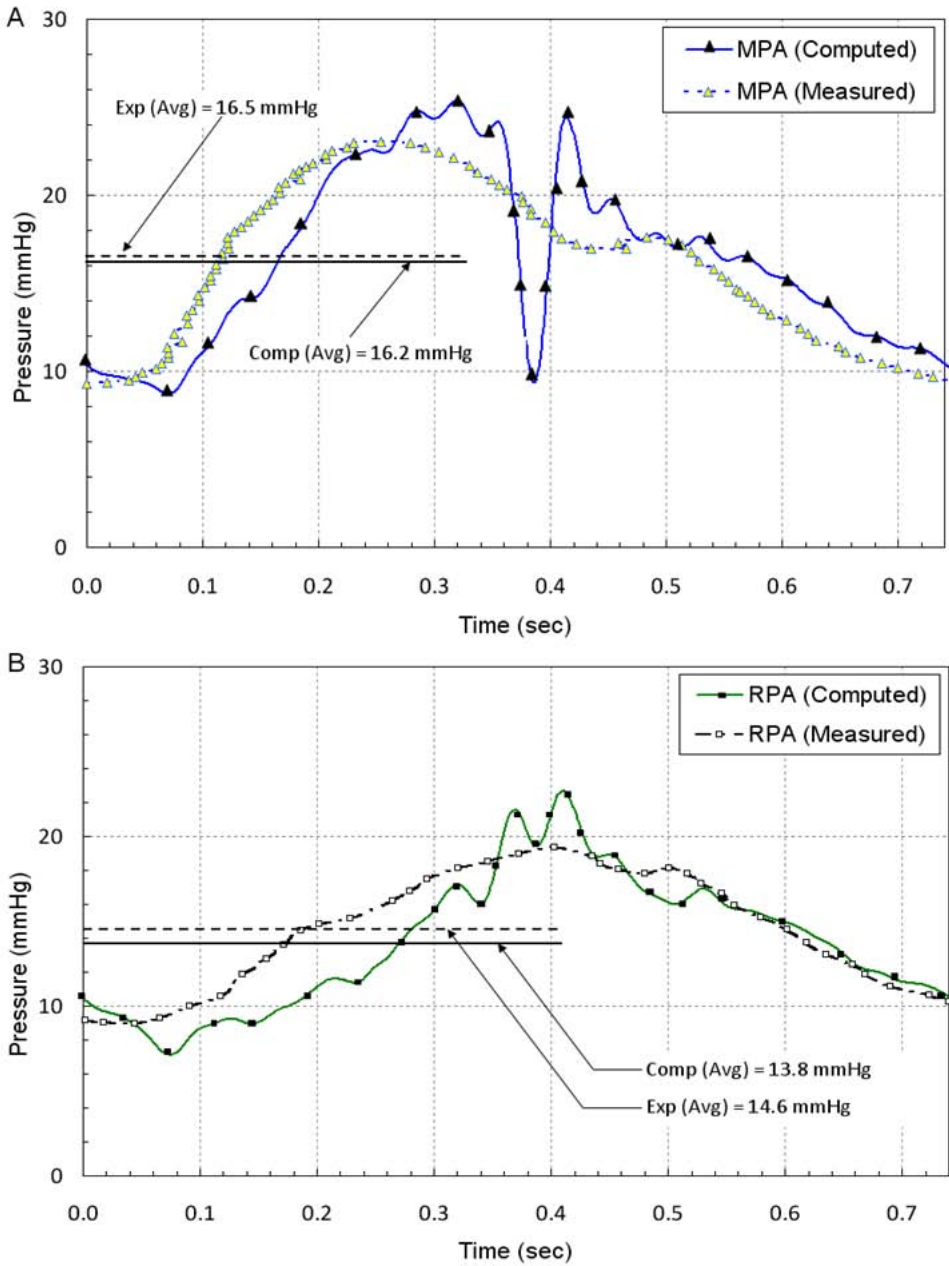 A
30
20
10
0
Pressure (mmHg)
MPA (Computed)
MPA (Measured)
Exp (Avg) = 16.5 mmHg
Comp (Avg) = 16.2 mmHg
0.0 0.1 0.2 0.3 0.4 0.5 0.6 0.7
Time (sec)
B
30
20
10
0
Pressure (mmHg)
RPA (Computed)
RPA (Measured)
Comp (Avg) = 13.8 mmHg
Exp (Avg) = 14.6 mmHg
0.0 0.1 0.2 0.3 0.4 0.5 0.6 0.7
Time (sec)